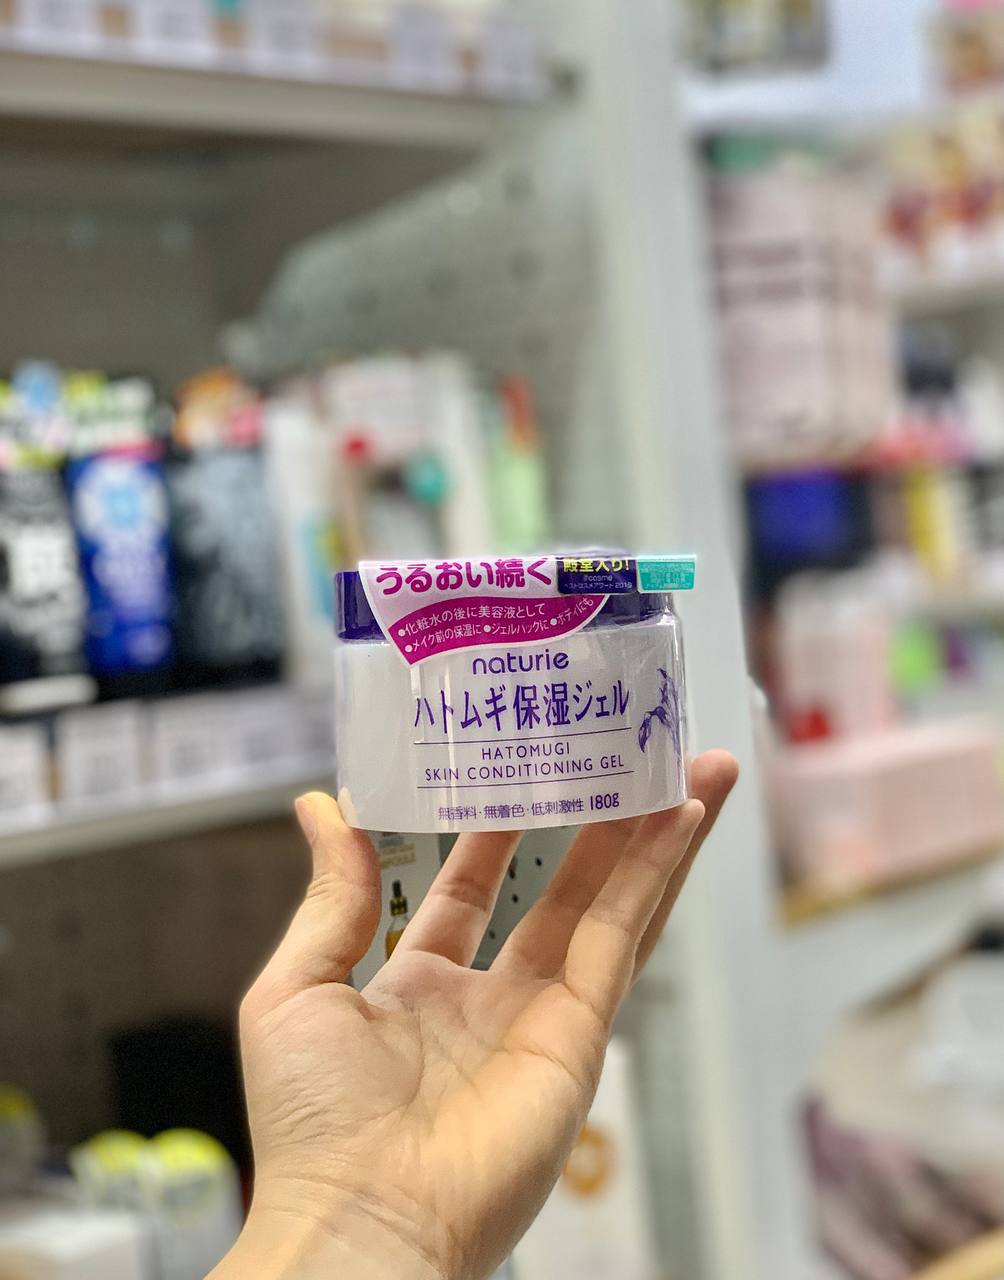 うるおい続く
殿堂入り!
@cosme
ベストコスメアワード 2019
●化粧水の後に美容液として
●メイク前の保湿に●ジェルパックに●ボディにも
naturie
ハトムギ保湿ジェル
HATOMUGI
SKIN CONDITIONING GEL
無香料・無着色・低刺激性 180g